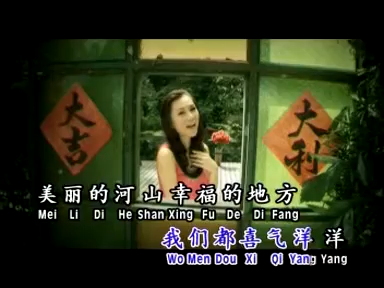 大吉
大利
美丽的河山幸福的地方
Mei Li Di He Shan Xing Fu De Di Fang
我们都喜气洋洋
Wo Men Dou Xi Qi Yang Yang